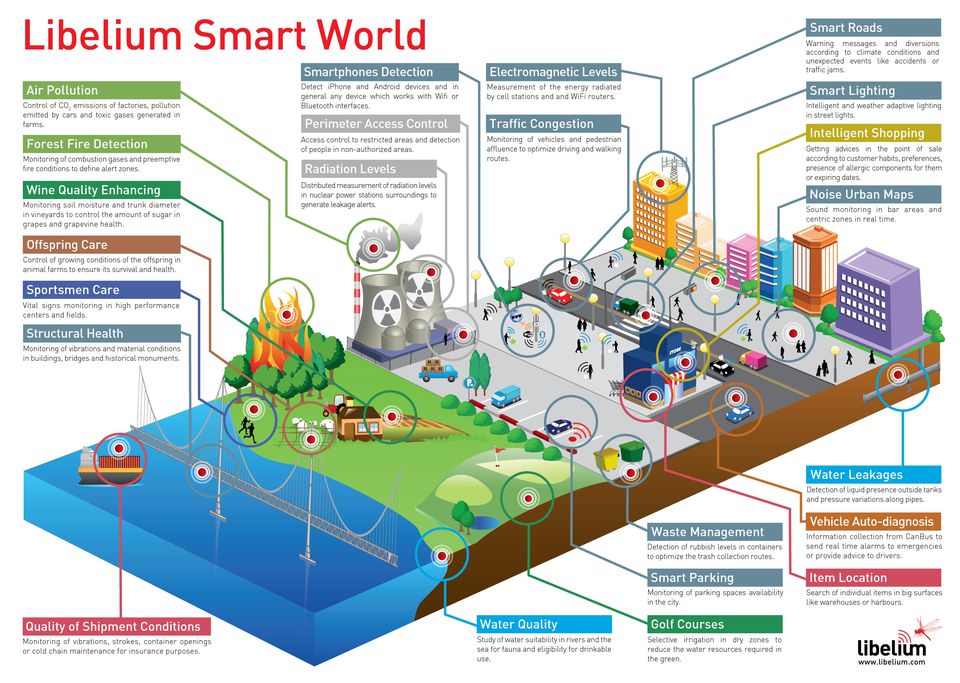 Libelium Smart World
Air Pollution
Control of CO₂ emissions of factories, pollution
emitted by cars and toxic gases generated in
farms.
Forest Fire Detection
Monitoring of combustion gases and preemptive
fire conditions to define alert zones.
Wine Quality Enhancing
Monitoring soil moisture and trunk diameter
in vineyards to control the amount of sugar in
grapes and grapevine health.
Offspring Care
Control of growing conditions of the offspring in
animal farms to ensure its survival and health.
Sportsmen Care
Vital signs monitoring in high performance
centers and fields.
Structural Health
Monitoring of vibrations and material conditions
in buildings, bridges and historical monuments.
Quality of Shipment Conditions
Monitoring of vibrations, strokes, container openings
or cold chain maintenance for insurance purposes.
Smartphones Detection
Detect iPhone and Android devices and in
general any device which works with Wifi or
Bluetooth interfaces.
Perimeter Access Control
Access control to restricted areas and detection
of people in non-authorized areas.
Radiation Levels
Distributed measurement of radiation levels
in nuclear power stations surroundings to
generate leakage alerts.
Electromagnetic Levels
Measurement of the energy radiated
by cell stations and and WiFi routers.
Traffic Congestion
Monitoring of vehicles and pedestrian
affluence to optimize driving and walking
routes.
Smart Roads
Warning messages and diversions
according to climate conditions and
unexpected events like accidents or
traffic jams.
Smart Lighting
Intelligent and weather adaptive lighting
in street lights.
Intelligent Shopping
Getting advices in the point of sale
according to customer habits, preferences,
presence of allergic components for them
or expiring dates.
Noise Urban Maps
Sound monitoring in bar areas and
centric zones in real time.
STORE
P
Water Leakages
Detection of liquid presence outside tanks
and pressure variations along pipes.
Vehicle Auto-diagnosis
Information collection from CanBus to
send real time alarms to emergencies
or provide advice to drivers.
Item Location
Search of individual items in big surfaces
like warehouses or harbours.
Waste Management
Detection of rubbish levels in containers
to optimize the trash collection routes.
Smart Parking
Monitoring of parking spaces availability
in the city.
Golf Courses
Selective irrigation in dry zones to
reduce the water resources required in
the green.
Water Quality
Study of water suitability in rivers and the
sea for fauna and eligibility for drinkable
use.
libelium
www.libelium.com